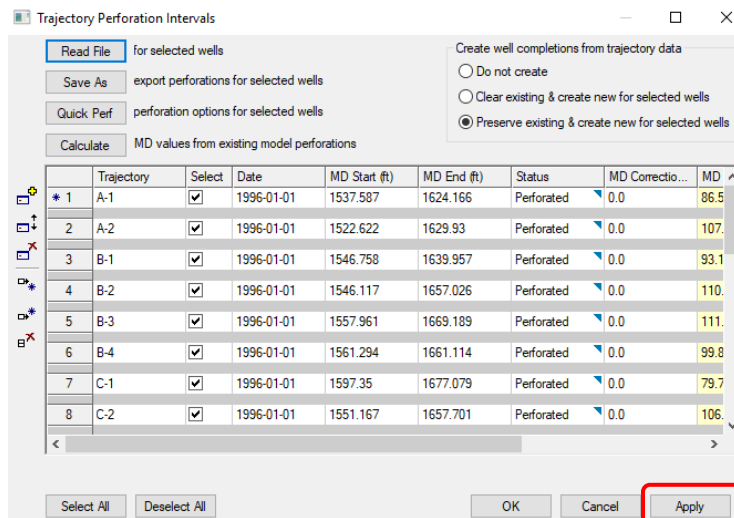 Trajectory Perforation Intervals
Read File for selected wells
Save As export perforations for selected wells
Quick Perf perforation options for selected wells
Calculate MD values from existing model perforations
Create well completions from trajectory data
Do not create
Clear existing & create new for selected wells
Preserve existing & create new for selected wells
Trajectory Select Date MD Start (ft) MD End (ft) Status MD Correctio... MD
* 1 A-1 1996-01-01 1537.587 1624.166 Perforated 0.0 86.5
2 A-2 1996-01-01 1522.622 1629.93 Perforated 0.0 107.
3 B-1 1996-01-01 1546.758 1639.957 Perforated 0.0 93.1
4 B-2 1996-01-01 1546.117 1657.026 Perforated 0.0 110.
5 B-3 1996-01-01 1557.961 1669.189 Perforated 0.0 111.
6 B-4 1996-01-01 1561.294 1661.114 Perforated 0.0 99.8
7 C-1 1996-01-01 1597.35 1677.079 Perforated 0.0 79.7
8 C-2 1996-01-01 1551.167 1657.701 Perforated 0.0 106.
Select All Deselect All OK Cancel Apply